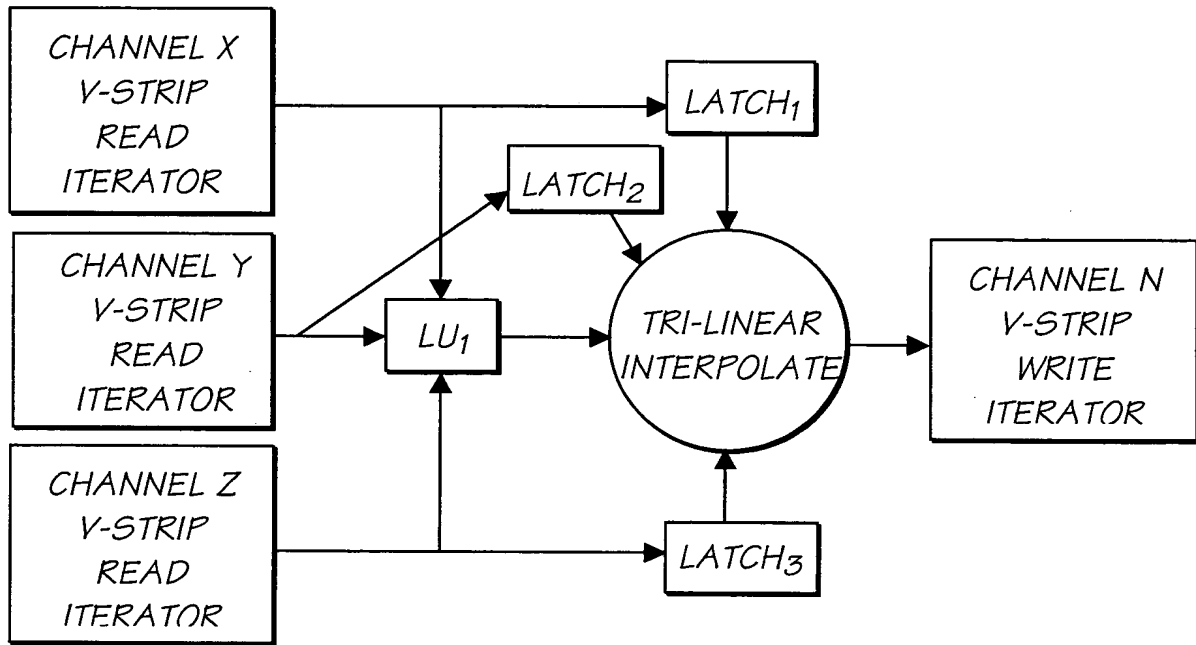 CHANNEL X
V-STRIP
READ
ITERATOR
LATCH1
LATCH2
CHANNEL Y
V-STRIP
READ
ITERATOR
LU1
TRI-LINEAR
INTERPOLATE
CHANNEL N
V-STRIP
WRITE
ITERATOR
CHANNEL Z
V-STRIP
READ
ITERATOR
LATCH3